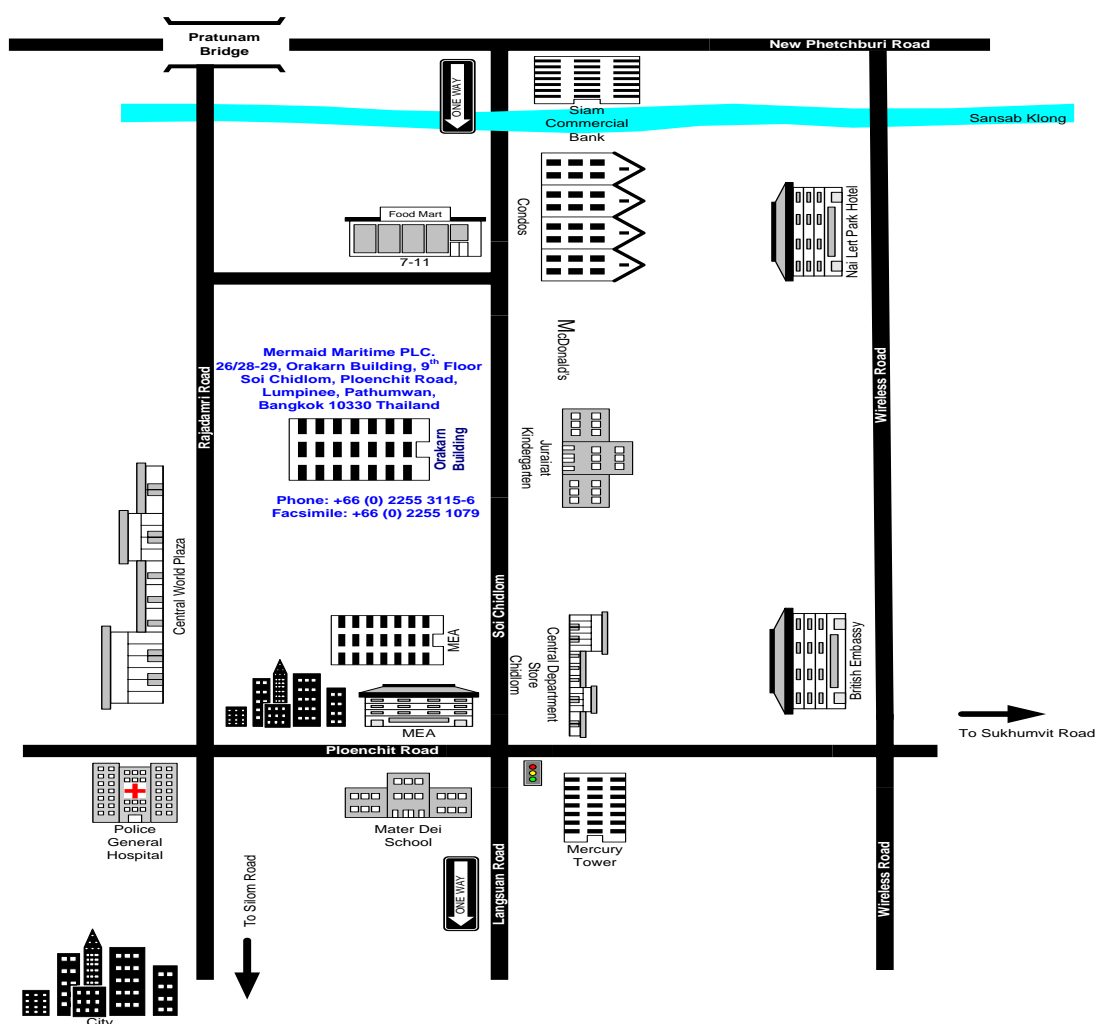 Pratunam
Bridge
New Phetchburi Road
ONE WAY
Siam
Commercial
Bank
Sansab Klong
Condos
Food Mart
7-11
Nai Lert Park Hotel
McDonald's
Mermaid Maritime PLC.
26/28-29, Orakarn Building, 9th Floor
Soi Chidlom, Ploenchit Road,
Lumpinee, Pathumwan,
Bangkok 10330 Thailand
Rajadamri Road
Wireless Road
Orakarn
Building
Jurairat
Kindergarten
Phone: +66 (0) 2255 3115-6
Facsimile: +66 (0) 2255 1079
Central World Plaza
Soi Chidlom
MEA
Central Department
Store
Chidlom
British Embassy
MEA
To Sukhumvit Road
Ploenchit Road
Police
General
Hospital
Mater Dei
School
Mercury
Tower
To Silom Road
ONE WAY
Langsuan Road
Wireless Road
City